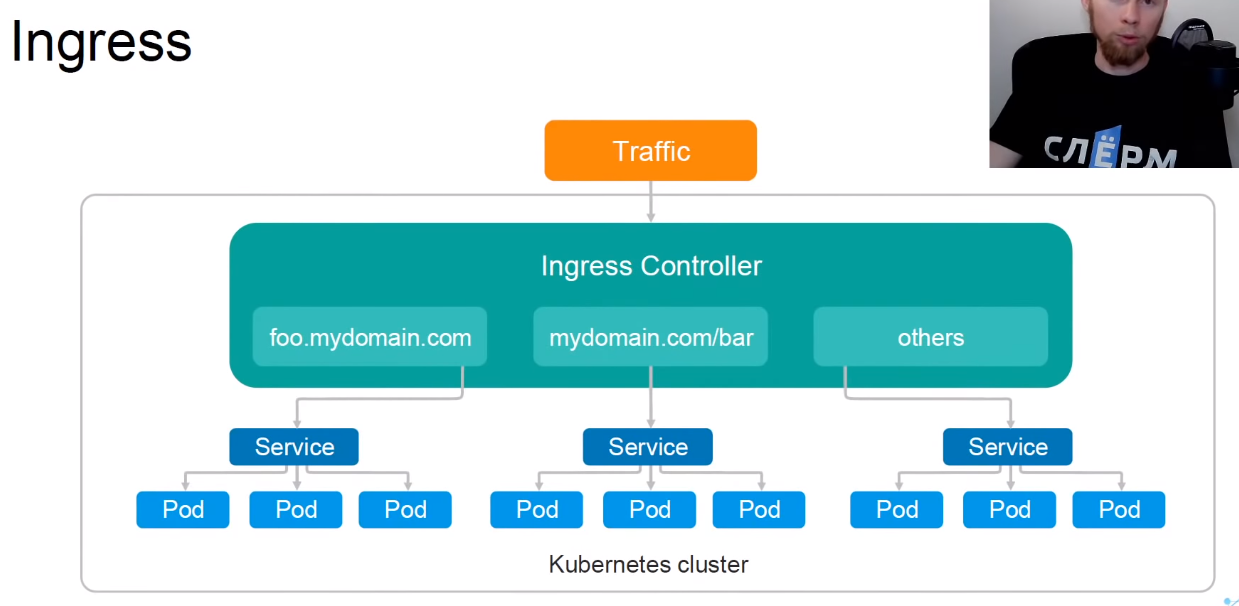 Ingress
СЛЁРМ
Traffic
Ingress Controller
foo.mydomain.com
mydomain.com/bar
others
Service
Service
Service
Pod
Pod
Pod
Pod
Pod
Pod
Pod
Pod
Pod
Kubernetes cluster